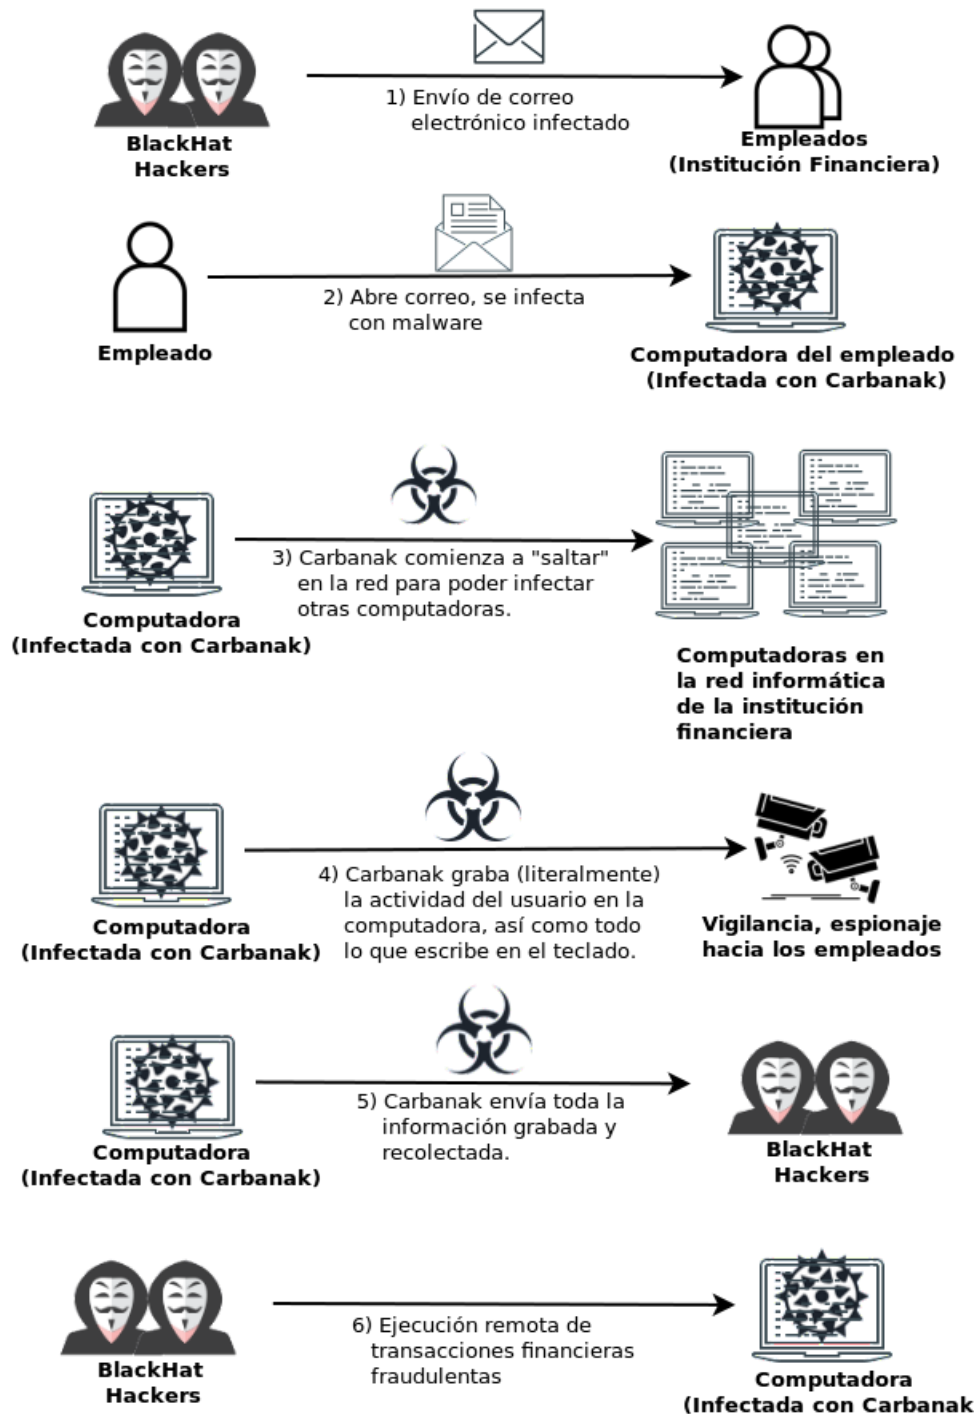 BlackHat
Hackers
1) Envío de correo
electrónico infectado
Empleados
(Institución Financiera)
Empleado
2) Abre correo, se infecta
con malware
Computadora del empleado
(Infectada con Carbanak)
Computadora
(Infectada con Carbanak)
3) Carbanak comienza a "saltar"
en la red para poder infectar
otras computadoras.
Computadoras en
la red informática
de la institución
financiera
Computadora
(Infectada con Carbanak)
4) Carbanak graba (literalmente)
la actividad del usuario en la
computadora, así como todo
lo que escribe en el teclado.
Vigilancia, espionaje
hacia los empleados
Computadora
(Infectada con Carbanak)
5) Carbanak envía toda la
información grabada y
recolectada.
BlackHat
Hackers
BlackHat
Hackers
6) Ejecución remota de
transacciones financieras
fraudulentas
Computadora
(Infectada con Carbanak